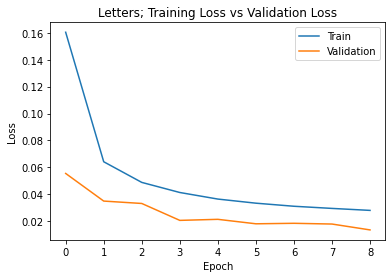 Letters; Training Loss vs Validation Loss
Train
Validation
Loss
0.16
0.14
0.12
0.10
0.08
0.06
0.04
0.02
0 1 2 3 4 5 6 7 8
Epoch